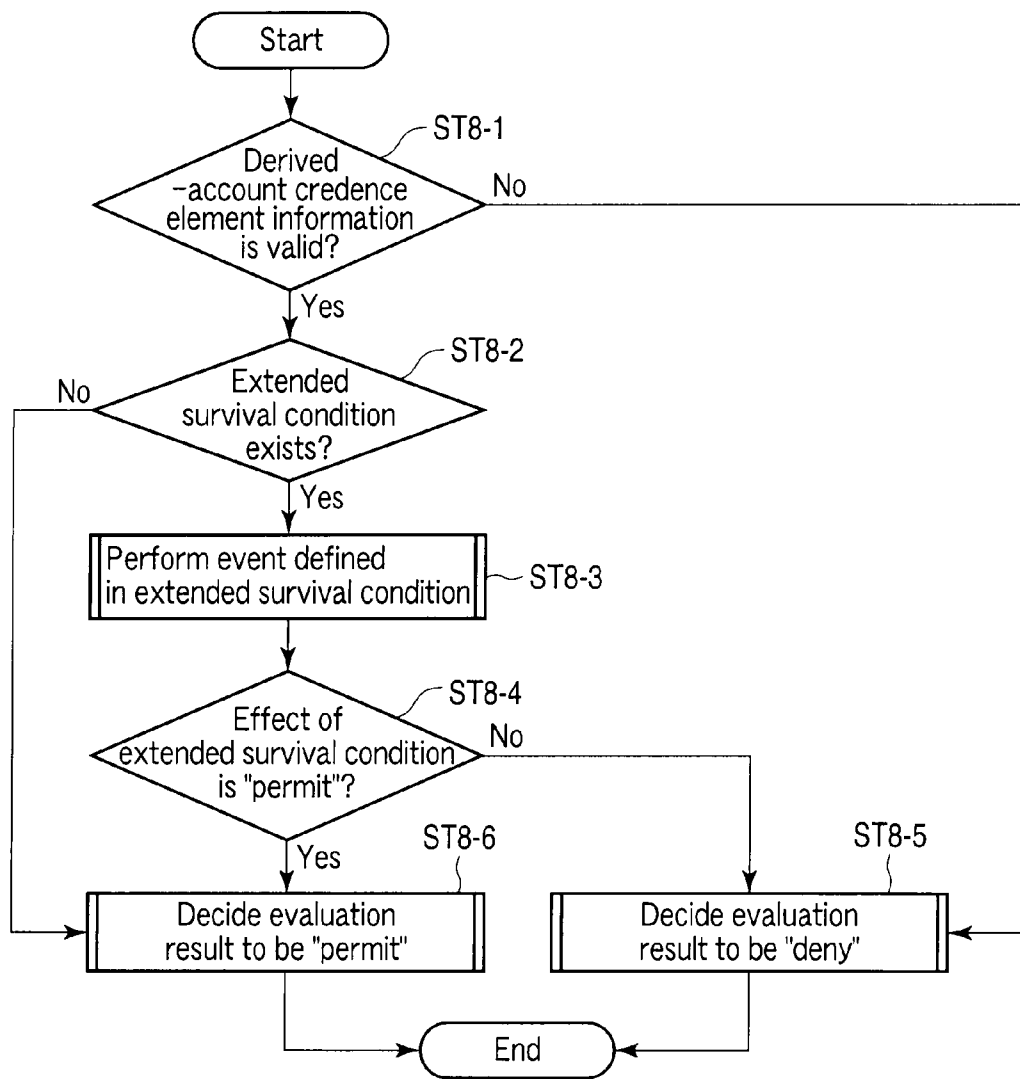 Start
ST8-1
Derived
-account credence
element information
is valid?
No
Yes
ST8-2
No
Extended
survival condition
exists?
Yes
Perform event defined
in extended survival condition
ST8-3
ST8-4
Effect of
extended survival condition
is "permit"?
No
Yes
ST8-6
ST8-5
Decide evaluation
result to be "permit"
Decide evaluation
result to be "deny"
End